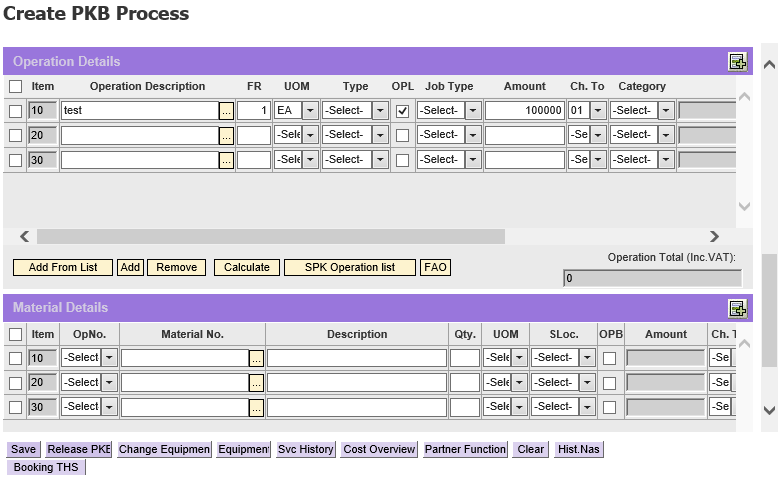 Create PKB Process
Operation Details
Item Operation Description FR UOM Type OPL Job Type Amount Ch. To Category
10 test ... 1 EA -Select- -Select- 100000 01 -Select-
20 ... -Sele -Select- -Select- -Se -Select-
30 ... -Sele -Select- -Select- -Se -Select-
Add From List Add Remove Calculate SPK Operation list FAO
Operation Total (Inc.VAT):
0
Material Details
Item OpNo. Material No. Description Qty. UOM SLoc. OPB Amount Ch. T
10 -Select ... -Sele -Select- -Se
20 -Select ... -Sele -Select- -Se
30 -Select ... -Sele -Select- -Se
Save Release PKB Change Equipmen Equipment Svc History Cost Overview Partner Function Clear Hist.Nas
Booking THS